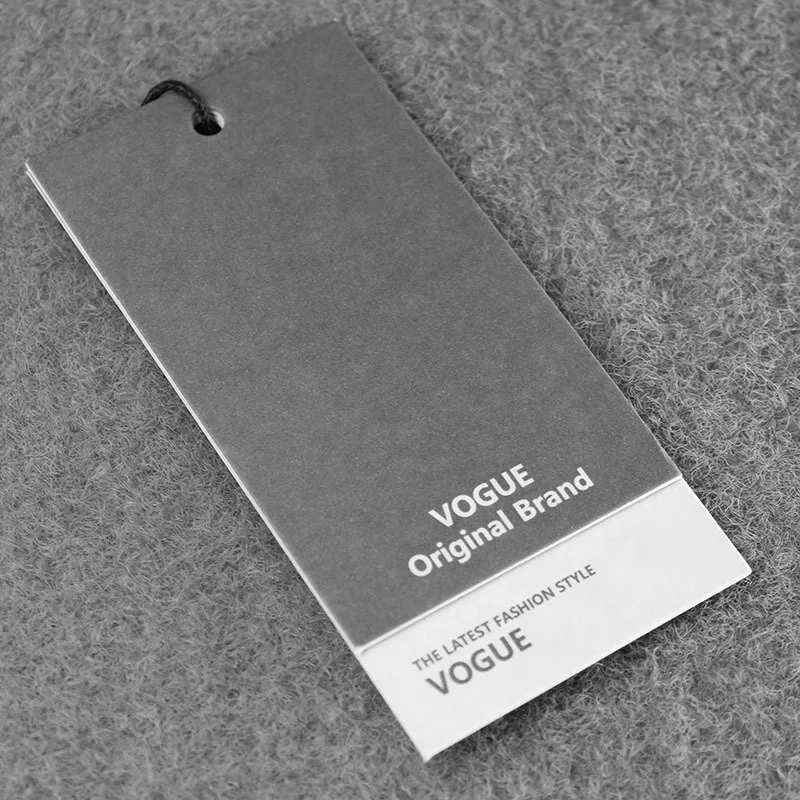 VOGUE
Original Brand
THE LATEST FASHION STYLE
VOGUE